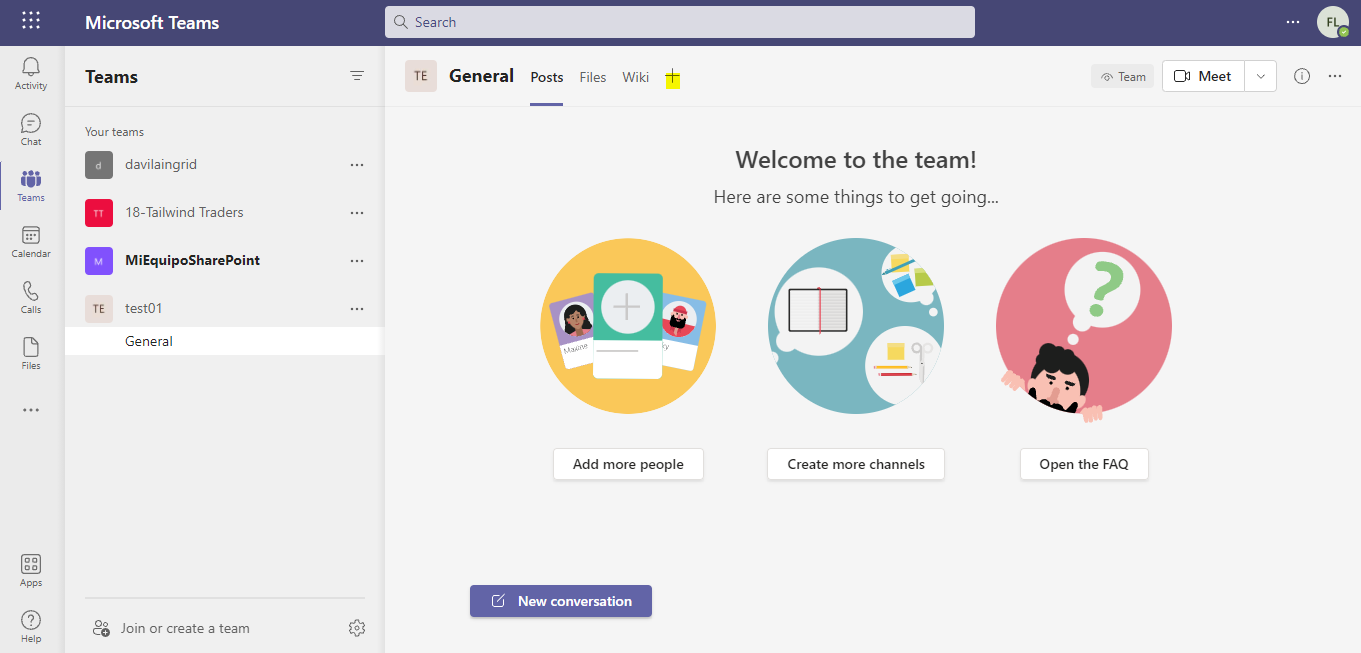 Microsoft Teams
Search
FL
Activity
Chat
Teams
Calendar
Calls
Files
Apps
Help
Teams
Your teams
d davilaingrid
TT 18-Tailwind Traders
M MiEquipoSharePoint
TE test01
General
Join or create a team
TE General Posts Files Wiki
Team
Meet
Welcome to the team!
Here are some things to get going...
Maxine
ry
Add more people
Create more channels
Open the FAQ
New conversation